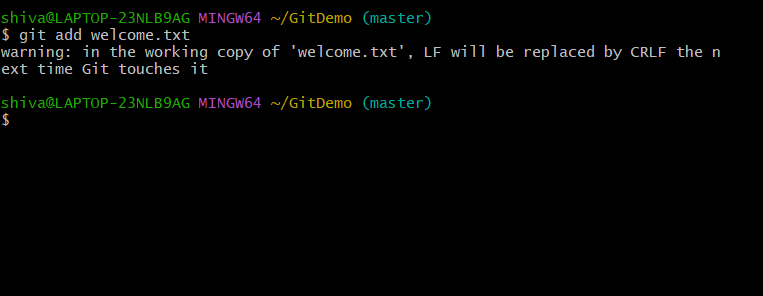 shiva@LAPTOP-23NLB9AG MINGW64 ~/GitDemo (master)
$ git add welcome.txt
warning: in the working copy of 'welcome.txt', LF will be replaced by CRLF the n
ext time Git touches it
shiva@LAPTOP-23NLB9AG MINGW64 ~/GitDemo (master)
$